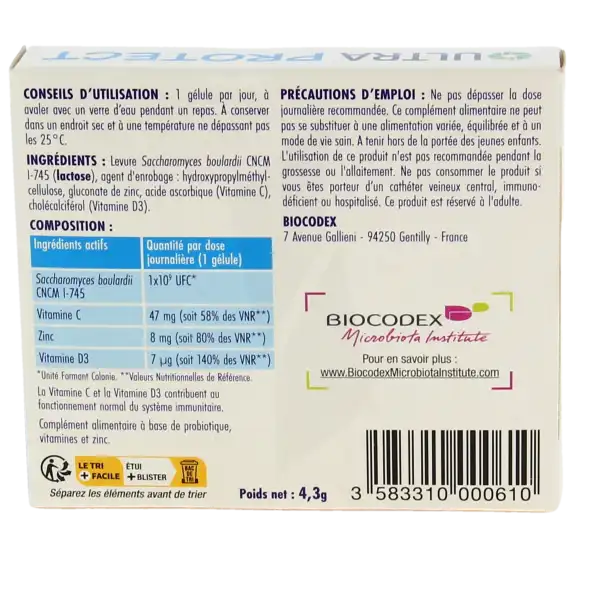 ULTRA PROTECT
CONSEILS D'UTILISATION : 1 gélule par jour, à
avaler avec un verre d'eau pendant un repas. À conserver
dans un endroit sec et à une température ne dépassant pas
les 25°C.
INGRÉDIENTS : Levure Saccharomyces boulardii CNCM
I-745 (lactose), agent d'enrobage : hydroxypropylméthyl-
cellulose, gluconate de zinc, acide ascorbique (Vitamine C),
cholécalciférol (Vitamine D3).
COMPOSITION :
Ingrédients actifs
Quantité par dose
journalière (1 gélule)
Saccharomyces boulardii
CNCM I-745
1x10⁹ UFC*
Vitamine C 47 mg (soit 58% des VNR**)
Zinc 8 mg (soit 80% des VNR**)
Vitamine D3 7 µg (soit 140% des VNR**)
*Unité Formant Colonie. **Valeurs Nutritionnelles de Référence.
La Vitamine C et la Vitamine D3 contribuent au
fonctionnement normal du système immunitaire.
Complément alimentaire à base de probiotique,
vitamines et zinc.
LE TRI
+ FACILE
ÉTUI
+ BLISTER
BAC
DE TRI
Séparez les éléments avant de trier
Poids net : 4,3g
PRÉCAUTIONS D'EMPLOI : Ne pas dépasser la dose
journalière recommandée. Ce complément alimentaire ne peut
pas se substituer à une alimentation variée, équilibrée et à un
mode de vie sain. A tenir hors de la portée des jeunes enfants.
L'utilisation de ce produit n'est pas recommandée pendant la
grossesse ou l'allaitement. Ne pas consommer le produit si
vous êtes porteur d'un cathéter veineux central, immuno-
déficient ou hospitalisé. Ce produit est réservé à l'adulte.
BIOCODEX
7 Avenue Gallieni - 94250 Gentilly - France
BIOCODEX
Microbiota Institute
Pour en savoir plus :
www.BiocodexMicrobiotaInstitute.com
3 583310 000610